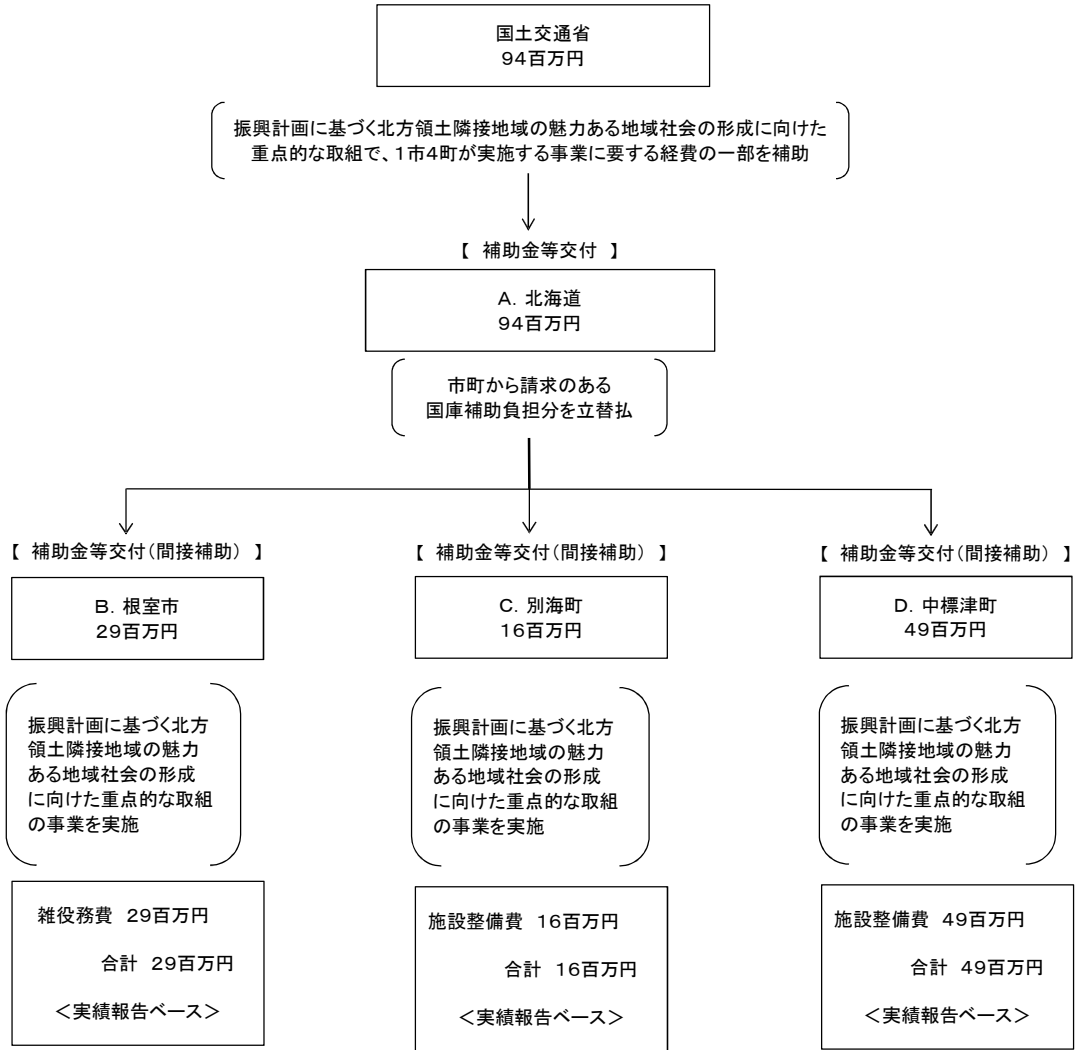 国土交通省
94百万円
振興計画に基づく北方領土隣接地域の魅力ある地域社会の形成に向けた
重点的な取組で、1市4町が実施する事業に要する経費の一部を補助
【 補助金等交付 】
A. 北海道
94百万円
市町から請求のある
国庫補助負担分を立替払
【 補助金等交付(間接補助) 】
B. 根室市
29百万円
振興計画に基づく北方
領土隣接地域の魅力
ある地域社会の形成
に向けた重点的な取組
の事業を実施
雑役務費 29百万円
合計 29百万円
<実績報告ベース>
【 補助金等交付(間接補助) 】
C. 別海町
16百万円
振興計画に基づく北方
領土隣接地域の魅力
ある地域社会の形成
に向けた重点的な取組
の事業を実施
施設整備費 16百万円
合計 16百万円
<実績報告ベース>
【 補助金等交付(間接補助) 】
D. 中標津町
49百万円
振興計画に基づく北方
領土隣接地域の魅力
ある地域社会の形成
に向けた重点的な取組
の事業を実施
施設整備費 49百万円
合計 49百万円
<実績報告ベース>